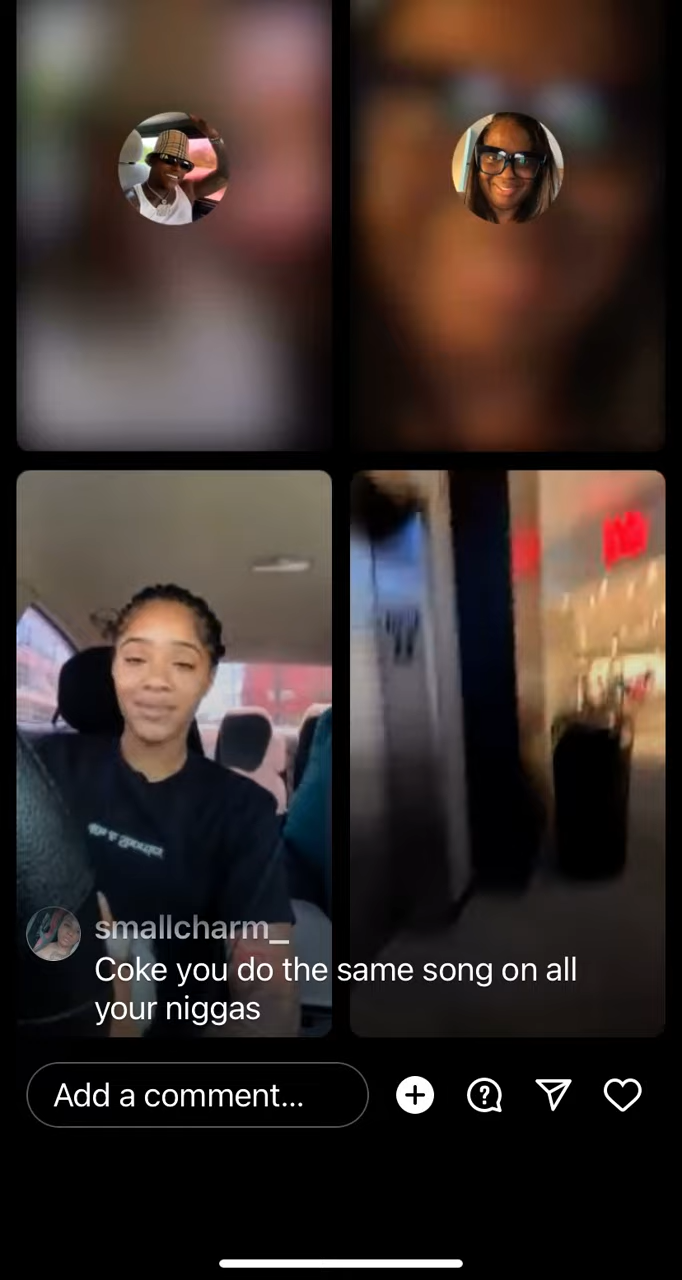 smallcharm_
Coke you do the same song on all
your niggas
Add a comment...